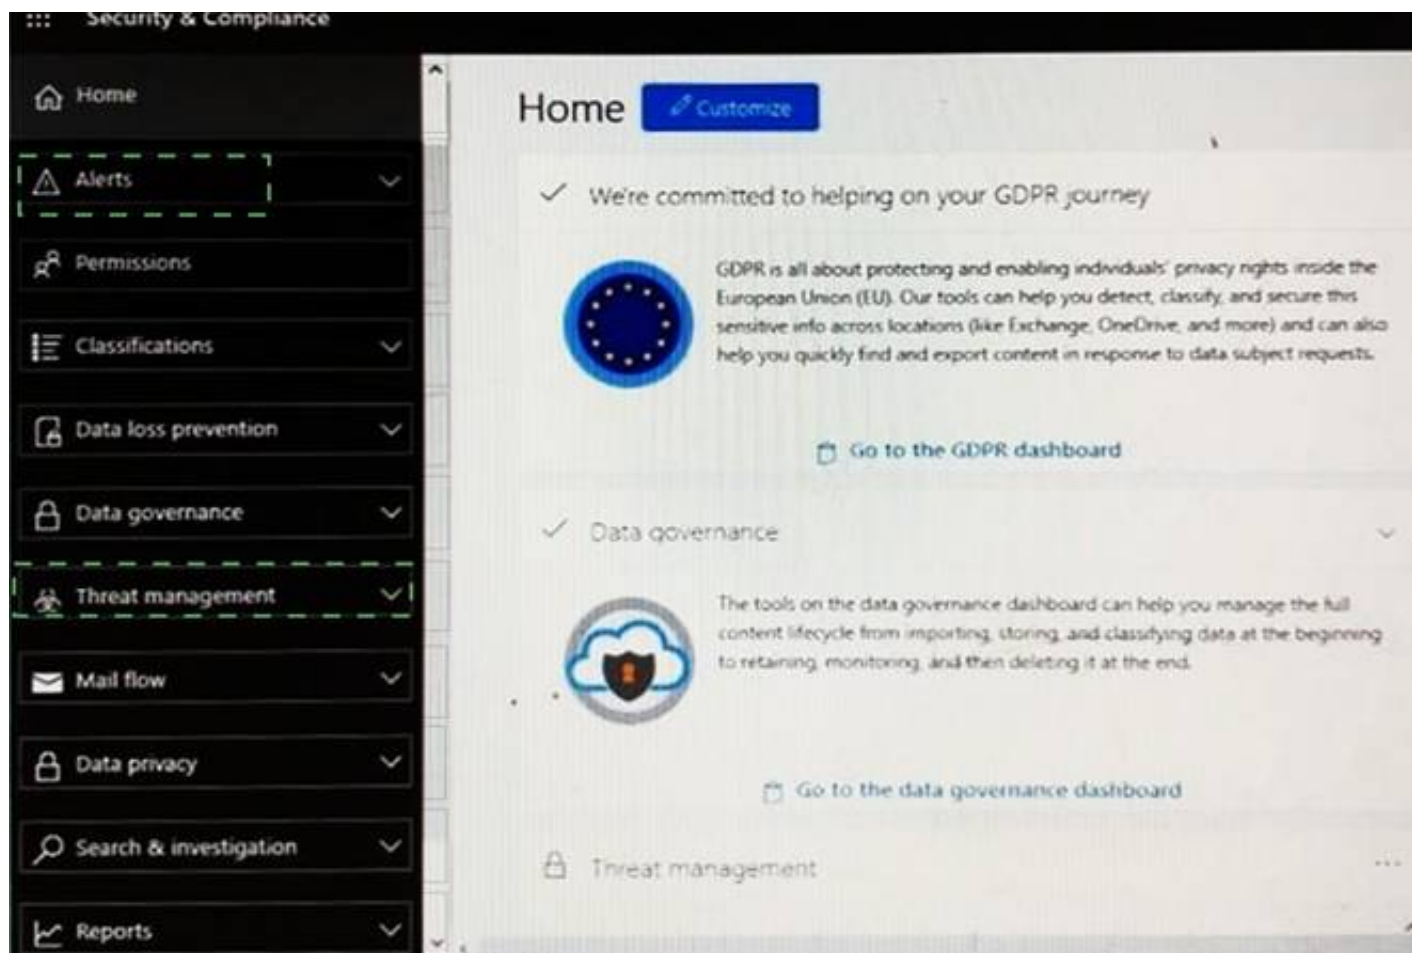 Security & Compliance
Home
Alerts
Permissions
Classifications
Data loss prevention
Data governance
Threat management
Mail flow
Data privacy
Search & investigation
Reports
Home
Customize
We're committed to helping on your GDPR journey
GDPR is all about protecting and enabling individuals' privacy rights inside the
European Union (EU). Our tools can help you detect, classify, and secure this
sensitive info across locations (like Exchange, OneDrive, and more) and can also
help you quickly find and export content in response to data subject requests.
Go to the GDPR dashboard
Data governance
The tools on the data governance dashboard can help you manage the full
content lifecycle from importing, storing, and classifying data at the beginning
to retaining, monitoring, and then deleting it at the end.
Go to the data governance dashboard
Threat management